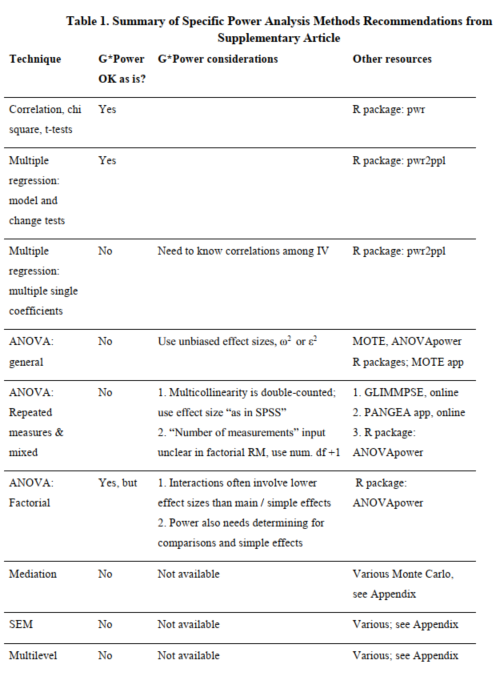 Table 1. Summary of Specific Power Analysis Methods Recommendations from
Supplementary Article
Technique G*Power G*Power considerations Other resources
OK as is?
Correlation, chi Yes R package: pwr
square, t-tests
Multiple Yes R package: pwr2ppl
regression:
model and
change tests
Multiple No Need to know correlations among IV R package: pwr2ppl
regression:
multiple single
coefficients
ANOVA: No Use unbiased effect sizes, ω² or ε² MOTE, ANOVApower
general R packages; MOTE app
ANOVA: No 1. Multicollinearity is double-counted; 1. GLIMMPSE, online
Repeated use effect size “as in SPSS” 2. PANGEA app, online
measures & 2. “Number of measurements” input 3. R package:
mixed unclear in factorial RM, use num. df +1 ANOVApower
ANOVA: Yes, but 1. Interactions often involve lower R package:
Factorial effect sizes than main / simple effects ANOVApower
2. Power also needs determining for
comparisons and simple effects
Mediation No Not available Various Monte Carlo,
see Appendix
SEM No Not available Various; see Appendix
Multilevel No Not available Various; see Appendix